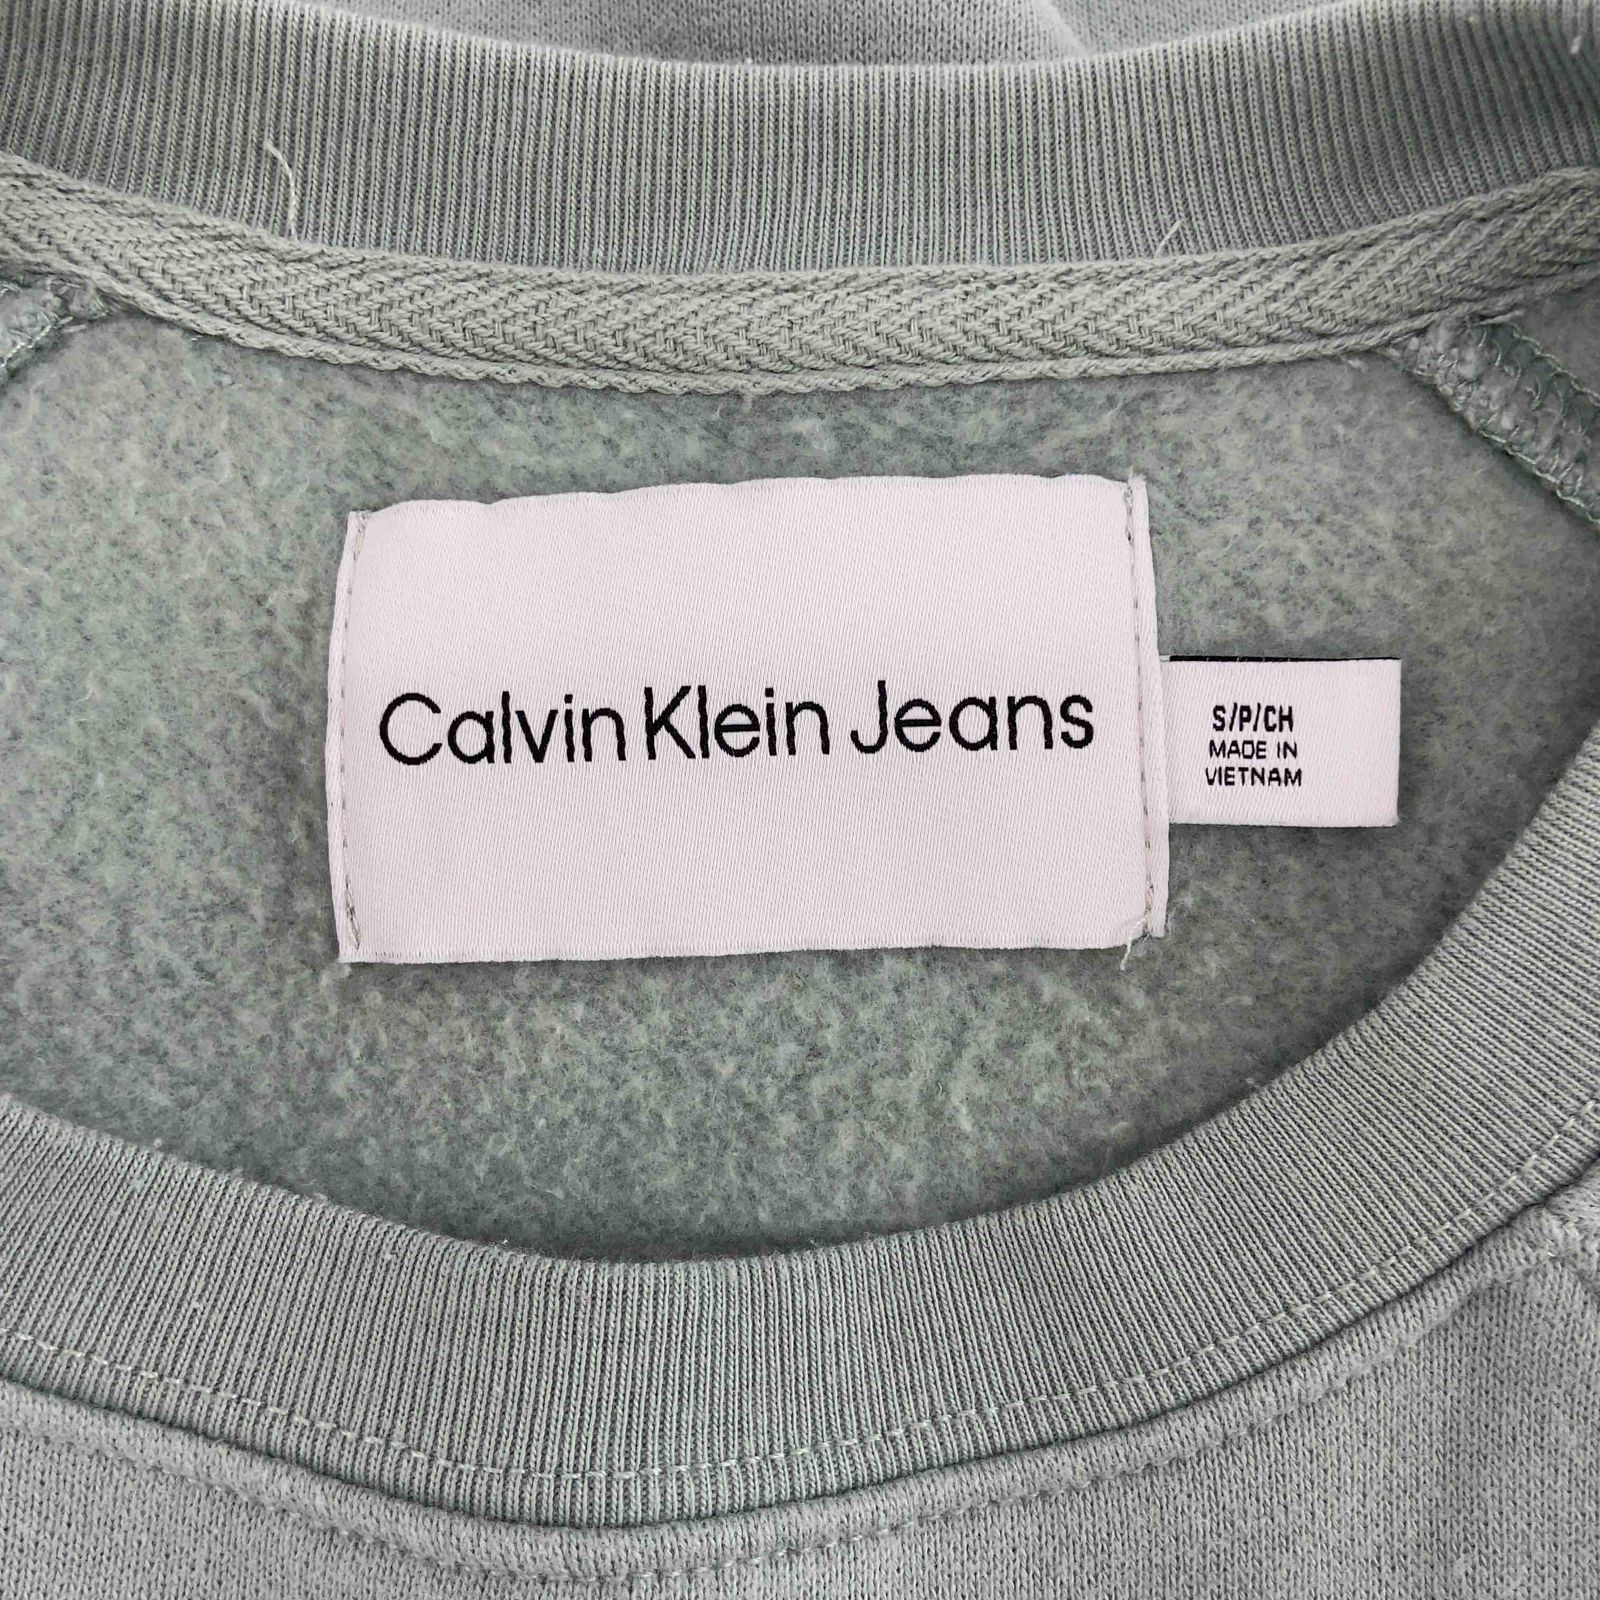 Calvin Klein Jeans
S/P/CH
MADE IN
VIETNAM